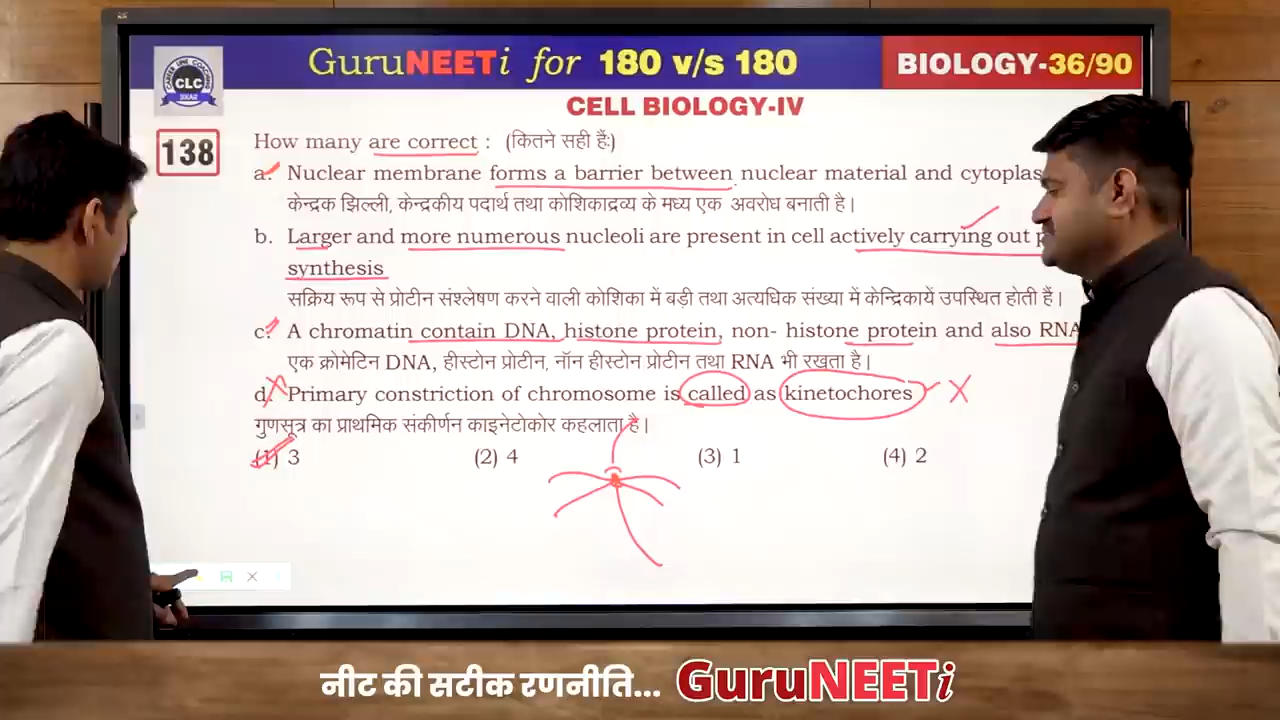 GuruNEETi for 180 v/s 180
BIOLOGY-36/90
CLC
SIKAR
CELL BIOLOGY-IV
138
How many are correct : (कितने सही हैं:)
a. Nuclear membrane forms a barrier between nuclear material and
केन्द्रक झिल्ली, केन्द्रकीय पदार्थ तथा कोशिकाद्रव्य के मध्य एक अवरोध बनाती है।
b. Larger and more numerous nucleoli are present in cell actively carrying out
synthesis
सक्रिय रूप से प्रोटीन संश्लेषण करने वाली कोशिका में बड़ी तथा अत्यधिक संख्या में केन्द्रिकायें उपस्थित होती हैं।
c. A chromatin contain DNA, histone protein, non- histone protein and also RNA
एक क्रोमेटिन DNA, हीस्टोन प्रोटीन, नॉन हीस्टोन प्रोटीन तथा RNA भी रखता है।
d. Primary constriction of chromosome is called as kinetochores
गुणसूत्र का प्राथमिक संकीर्णन काइनेटोकोर कहलाता है।
(1) 3 (2) 4 (3) 1 (4) 2
नीट की सटीक रणनीति... GuruNEETi